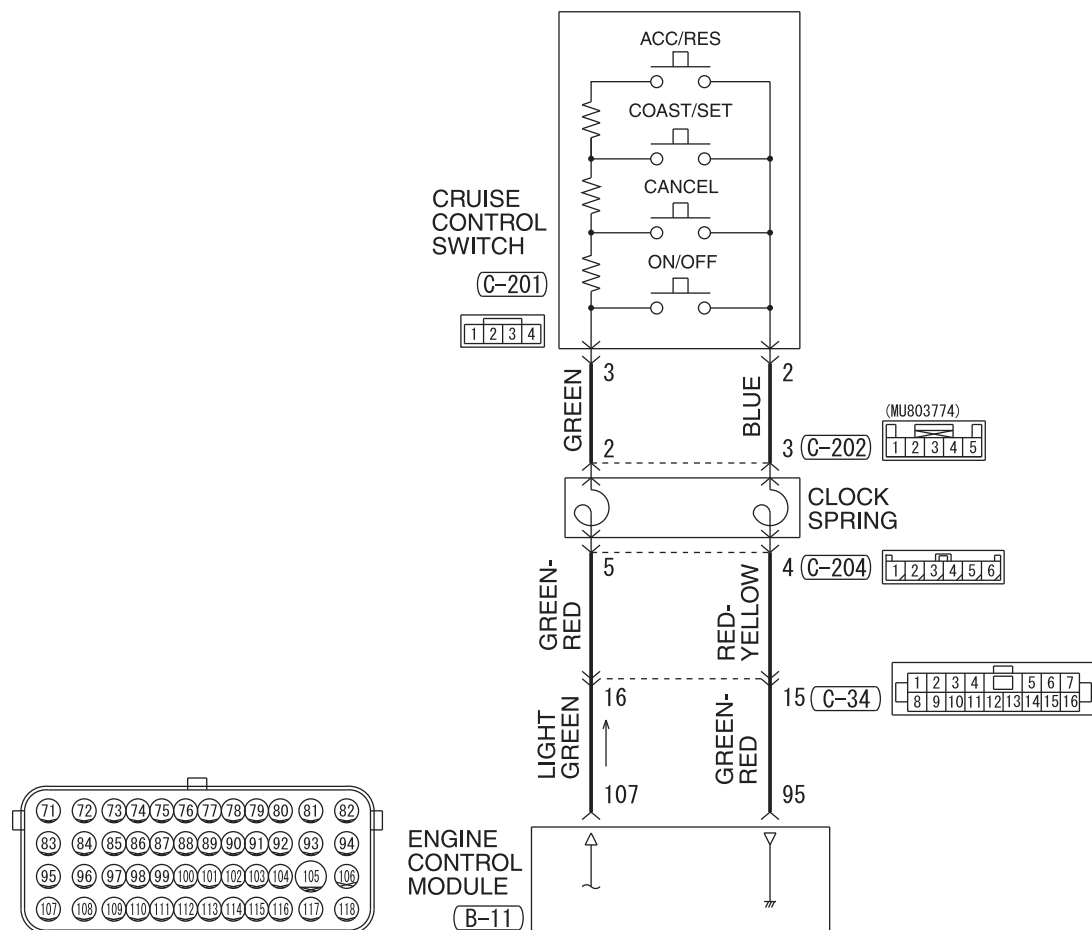 ACC/RES
COAST/SET
CANCEL
ON/OFF
CRUISE
CONTROL
SWITCH
C-201
1 2 3 4
3
2
GREEN
BLUE
2
3
C-202
(MU803774)
1 2 3 4 5
CLOCK
SPRING
5
4
C-204
1 2 3 4 5 6
GREEN-
RED
RED-
YELLOW
16
15
C-34
1 2 3 4 5 6 7
8 9 10 11 12 13 14 15 16
LIGHT
GREEN
GREEN-
RED
107
95
ENGINE
CONTROL
MODULE
B-11
71 72 73 74 75 76 77 78 79 80 81 82
83 84 85 86 87 88 89 90 91 92 93 94
95 96 97 98 99 100 101 102 103 104 105 106
107 108 109 110 111 112 113 114 115 116 117 118